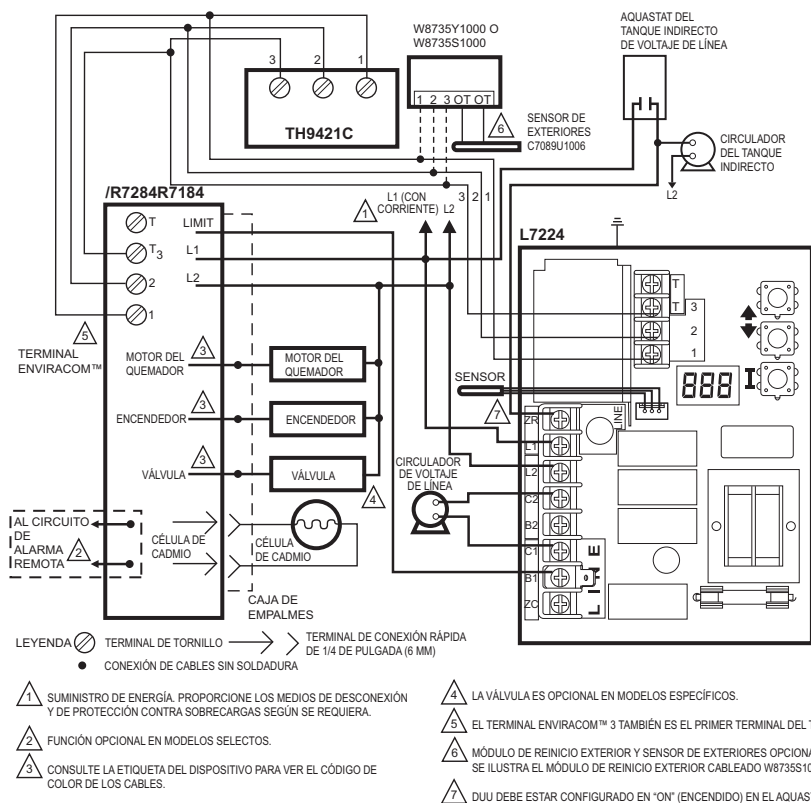 W8735Y1000 O
W8735S1000
AQUASTAT DEL
TANQUE INDIRECTO
DE VOLTAJE DE LÍNEA
3 2 1
TH9421C
1 2 3 OT OT
6
SENSOR DE
EXTERIORES
C7089U1006
CIRCULADOR
DEL TANQUE
INDIRECTO
L2
/R7284R7184
T
T3
2
1
LIMIT
L1
L2
1
L1 (CON
CORRIENTE)
L2
3 2 1
L7224
T
T
3
2
1
5
TERMINAL
ENVIRACOM™
MOTOR DEL
QUEMADOR
3
MOTOR DEL
QUEMADOR
ENCENDEDOR
3
ENCENDEDOR
VÁLVULA
3
VÁLVULA
4
SENSOR
7
888
ZR
L1
L2
C2
B2
C1
B1
ZC
LINE
LINE
CIRCULADOR
DE VOLTAJE
DE LÍNEA
AL CIRCUITO
DE
ALARMA
REMOTA
2
CÉLULA DE
CADMIO
CÉLULA
DE CADMIO
CAJA DE
EMPALMES
LEYENDA
TERMINAL DE TORNILLO
TERMINAL DE CONEXIÓN RÁPIDA
DE 1/4 DE PULGADA (6 MM)
CONEXIÓN DE CABLES SIN SOLDADURA
1 SUMINISTRO DE ENERGÍA. PROPORCIONE LOS MEDIOS DE DESCONEXIÓN
Y DE PROTECCIÓN CONTRA SOBRECARGAS SEGÚN SE REQUIERA.
2 FUNCIÓN OPCIONAL EN MODELOS SELECTOS.
3 CONSULTE LA ETIQUETA DEL DISPOSITIVO PARA VER EL CÓDIGO DE
COLOR DE LOS CABLES.
4 LA VÁLVULA ES OPCIONAL EN MODELOS ESPECÍFICOS.
5 EL TERMINAL ENVIRACOM™ 3 TAMBIÉN ES EL PRIMER TERMINAL DEL
6 MÓDULO DE REINICIO EXTERIOR Y SENSOR DE EXTERIORES
SE ILUSTRA EL MÓDULO DE REINICIO EXTERIOR CABLEADO
7 DUU DEBE ESTAR CONFIGURADO EN "ON" (ENCENDIDO) EN EL